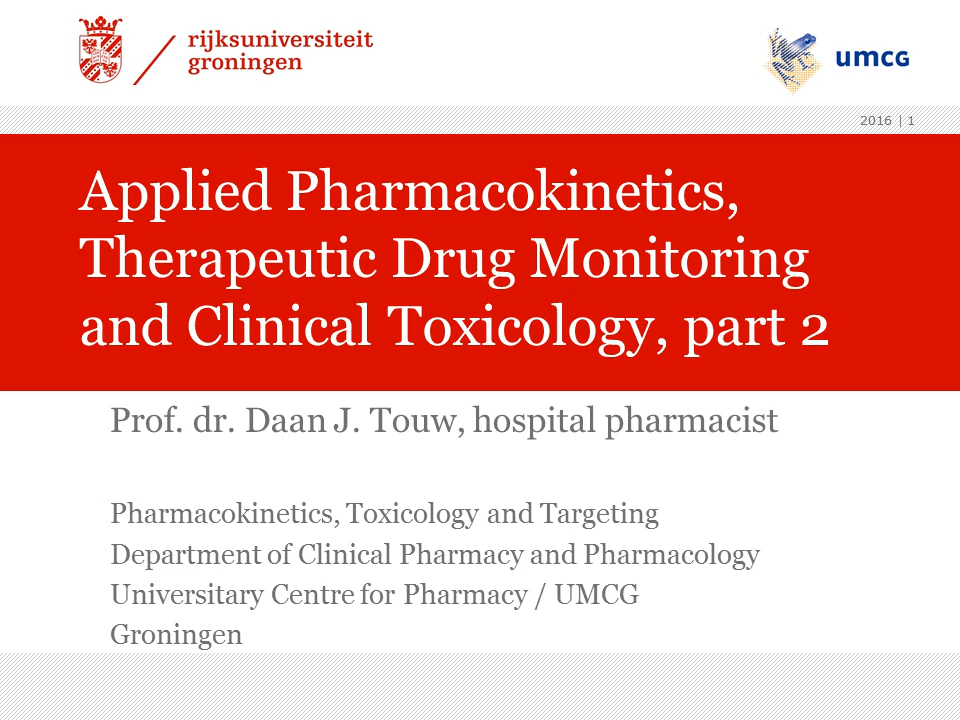 rijksuniversiteit
groningen
umcg
2016 | 1
Applied Pharmacokinetics,
Therapeutic Drug Monitoring
and Clinical Toxicology, part 2
Prof. dr. Daan J. Touw, hospital pharmacist
Pharmacokinetics, Toxicology and Targeting
Department of Clinical Pharmacy and Pharmacology
Universitary Centre for Pharmacy / UMCG
Groningen